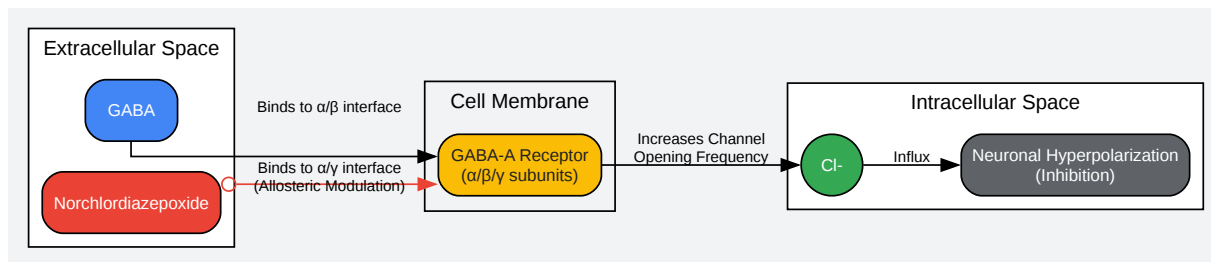 Extracellular Space
GABA
Norchlordiazepoxide
Binds to α/β interface
Binds to α/γ interface
(Allosteric Modulation)
Cell Membrane
GABA-A Receptor
(α/β/γ subunits)
Increases Channel
Opening Frequency
Intracellular Space
Cl-
Influx
Neuronal Hyperpolarization
(Inhibition)